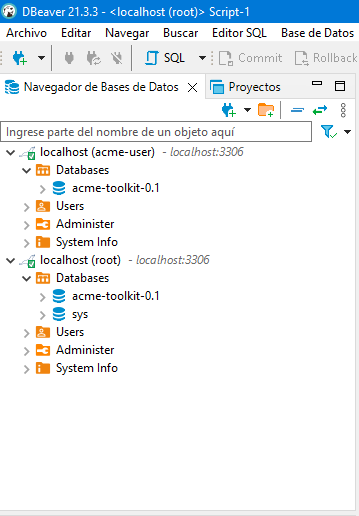 DBeaver 21.3.3 - <localhost (root)> Script-1
Archivo Editar Navegar Buscar Editor SQL Base de Datos
SQL Commit Rollback
Navegador de Bases de Datos Proyectos
Ingrese parte del nombre de un objeto aquí
localhost (acme-user) - localhost:3306
Databases
acme-toolkit-0.1
Users
Administer
System Info
localhost (root) - localhost:3306
Databases
acme-toolkit-0.1
sys
Users
Administer
System Info